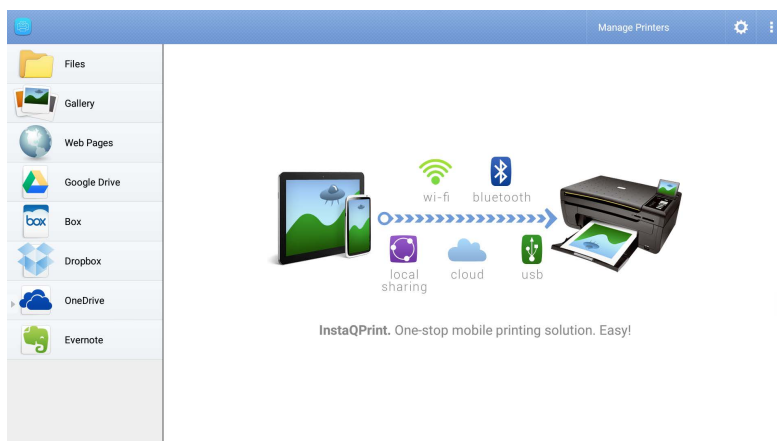 Manage Printers
Files
Gallery
Web Pages
Google Drive
box
Box
Dropbox
OneDrive
Evernote
wi-fi
bluetooth
local
sharing
cloud
usb
InstaQPrint. One-stop mobile printing solution. Easy!